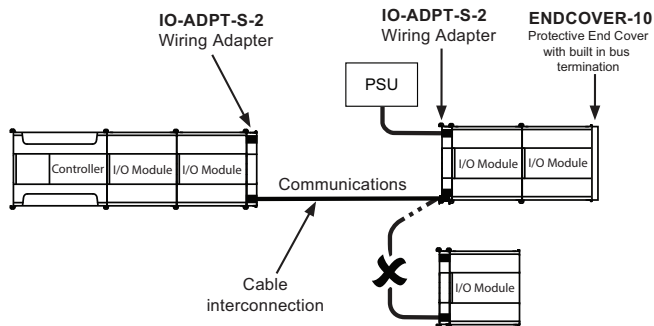 IO-ADPT-S-2
Wiring Adapter
IO-ADPT-S-2
Wiring Adapter
ENDCOVER-10
Protective End Cover
with built in bus
termination
PSU
Controller
I/O Module
I/O Module
I/O Module
I/O Module
Communications
Cable
interconnection
I/O Module